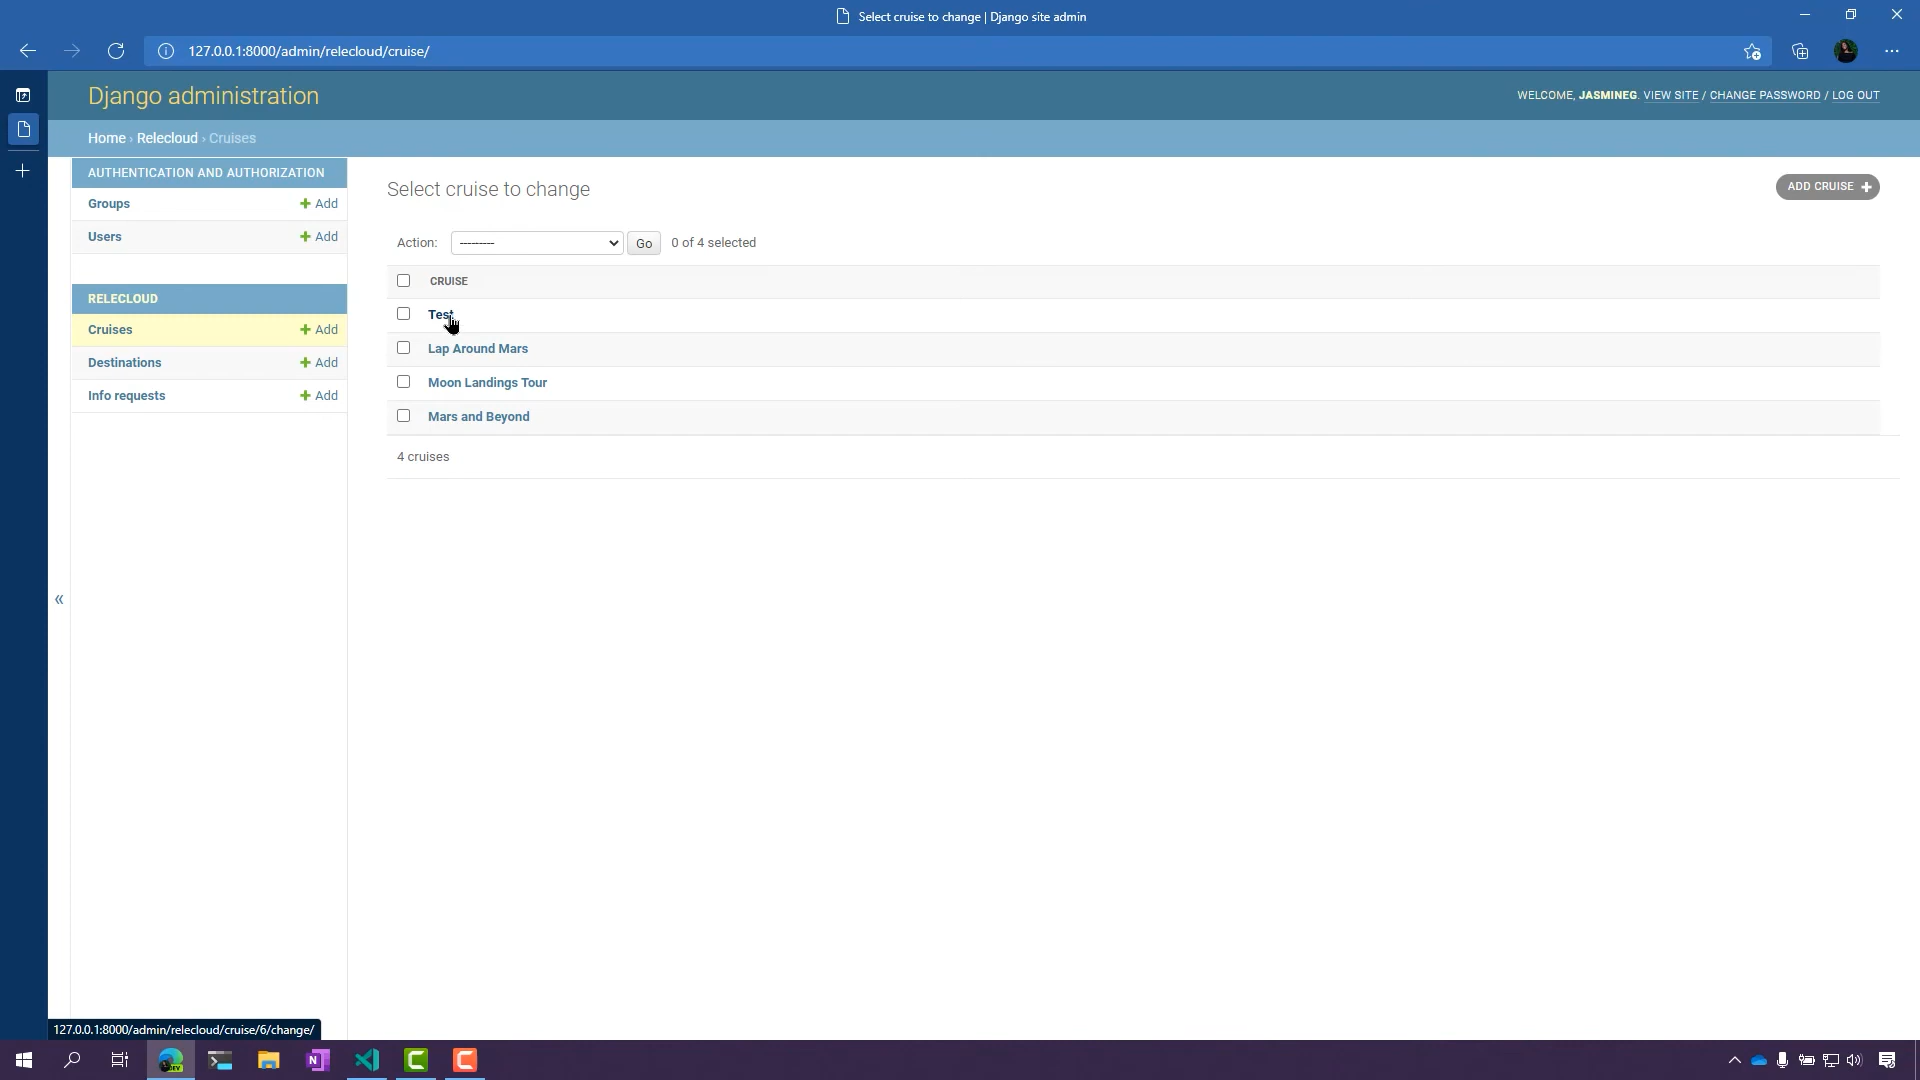 Select cruise to change | Django site admin
127.0.0.1:8000/admin/relecloud/cruise/
Django administration
WELCOME, JASMINEG. VIEW SITE / CHANGE PASSWORD / LOG OUT
Home › Relecloud › Cruises
AUTHENTICATION AND AUTHORIZATION
Groups + Add
Users + Add
RELECLOUD
Cruises + Add
Destinations + Add
Info requests + Add
«
Select cruise to change
ADD CRUISE +
Action: --------- Go 0 of 4 selected
CRUISE
Test
Lap Around Mars
Moon Landings Tour
Mars and Beyond
4 cruises
127.0.0.1:8000/admin/relecloud/cruise/6/change/
DEV
N
C
C